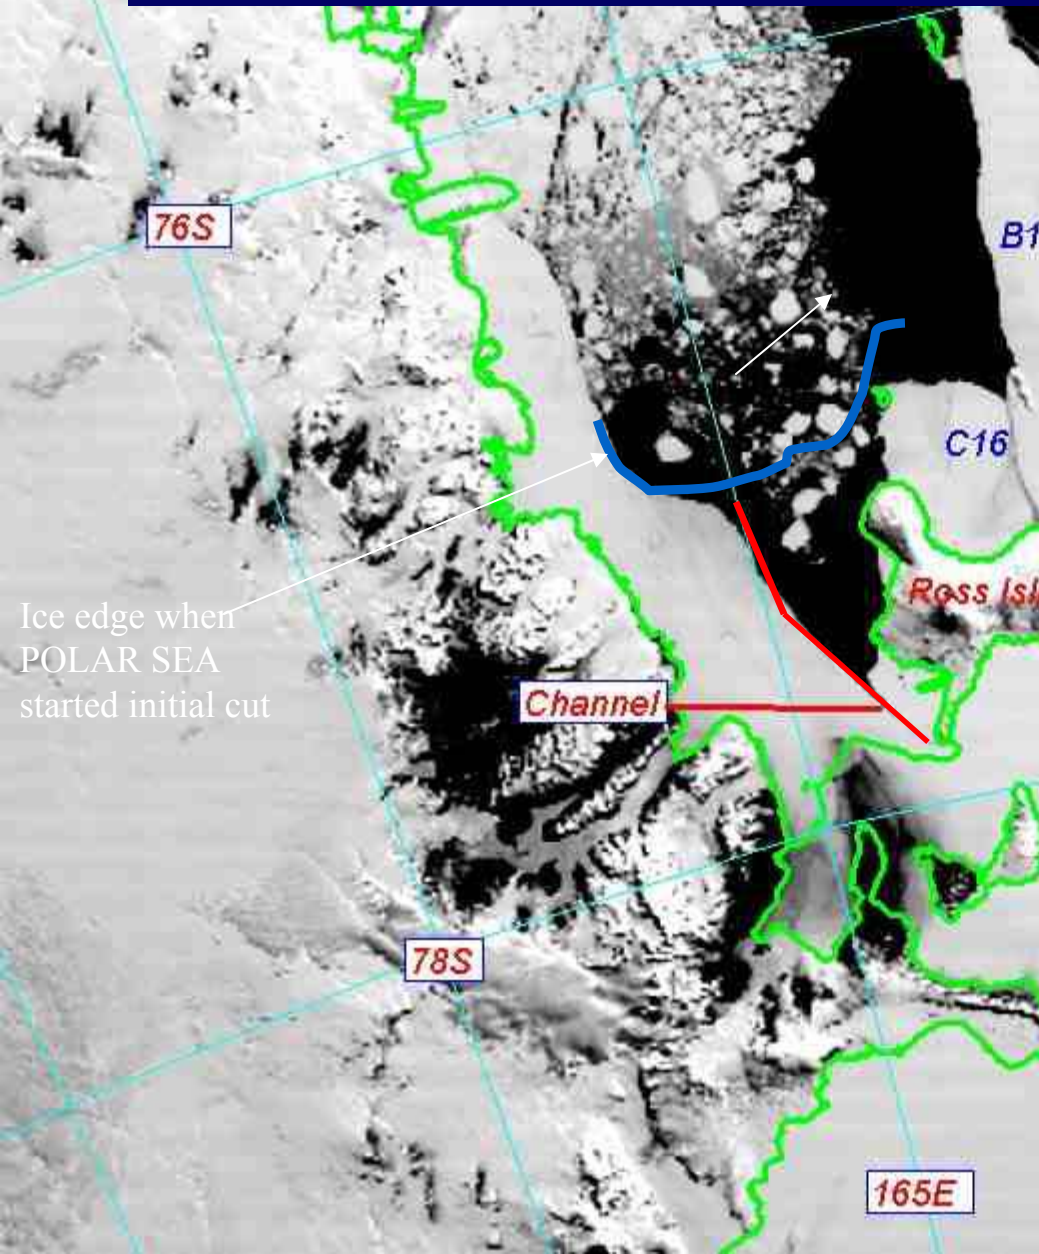 76S
B1
C16
Ross Isl
Ice edge when
POLAR SEA
started initial cut
Channel
78S
165E